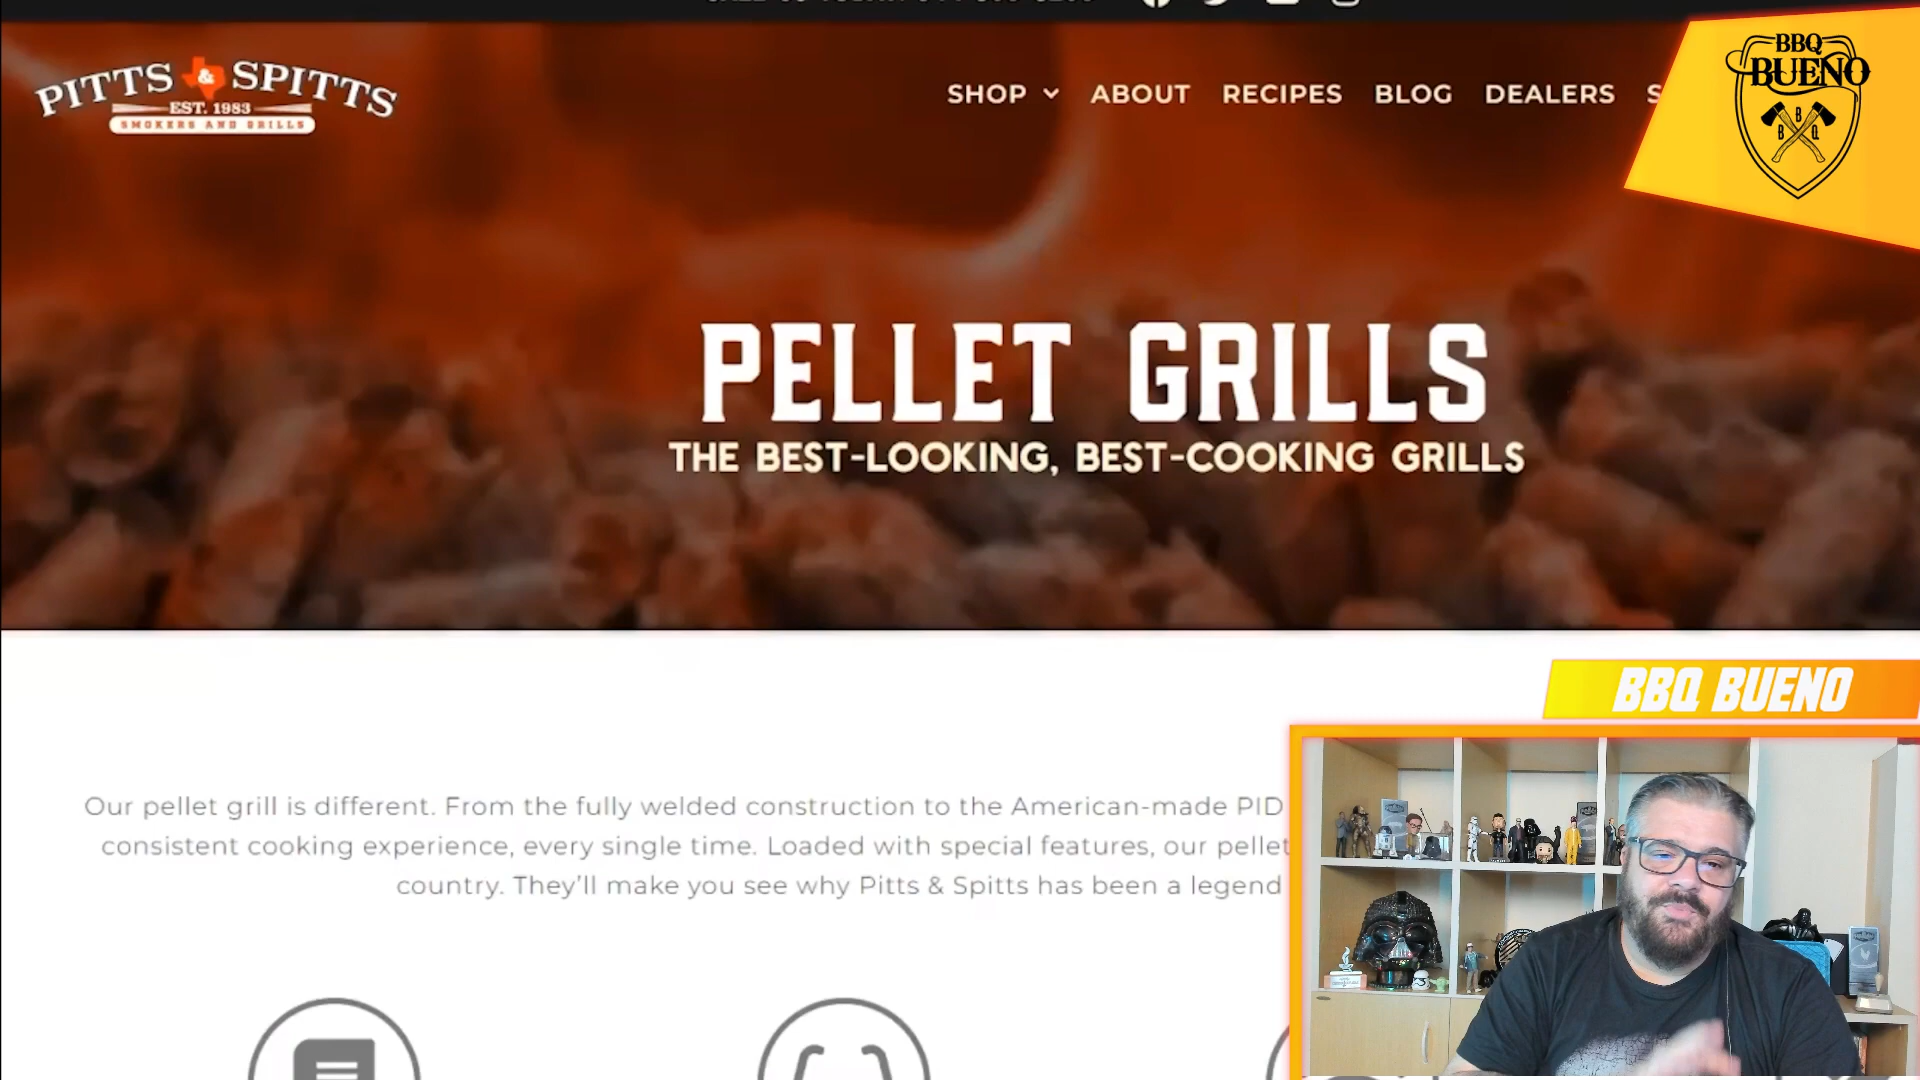 PITTS & SPITTS
EST. 1983
SMOKERS AND GRILLS
SHOP ABOUT RECIPES BLOG DEALERS S
BBQ
BUENO
B
B Q
PELLET GRILLS
THE BEST-LOOKING, BEST-COOKING GRILLS
BBQ BUENO
Our pellet grill is different. From the fully welded construction to the American-made PID
consistent cooking experience, every single time. Loaded with special features, our pellet
country. They'll make you see why Pitts & Spitts has been a legend